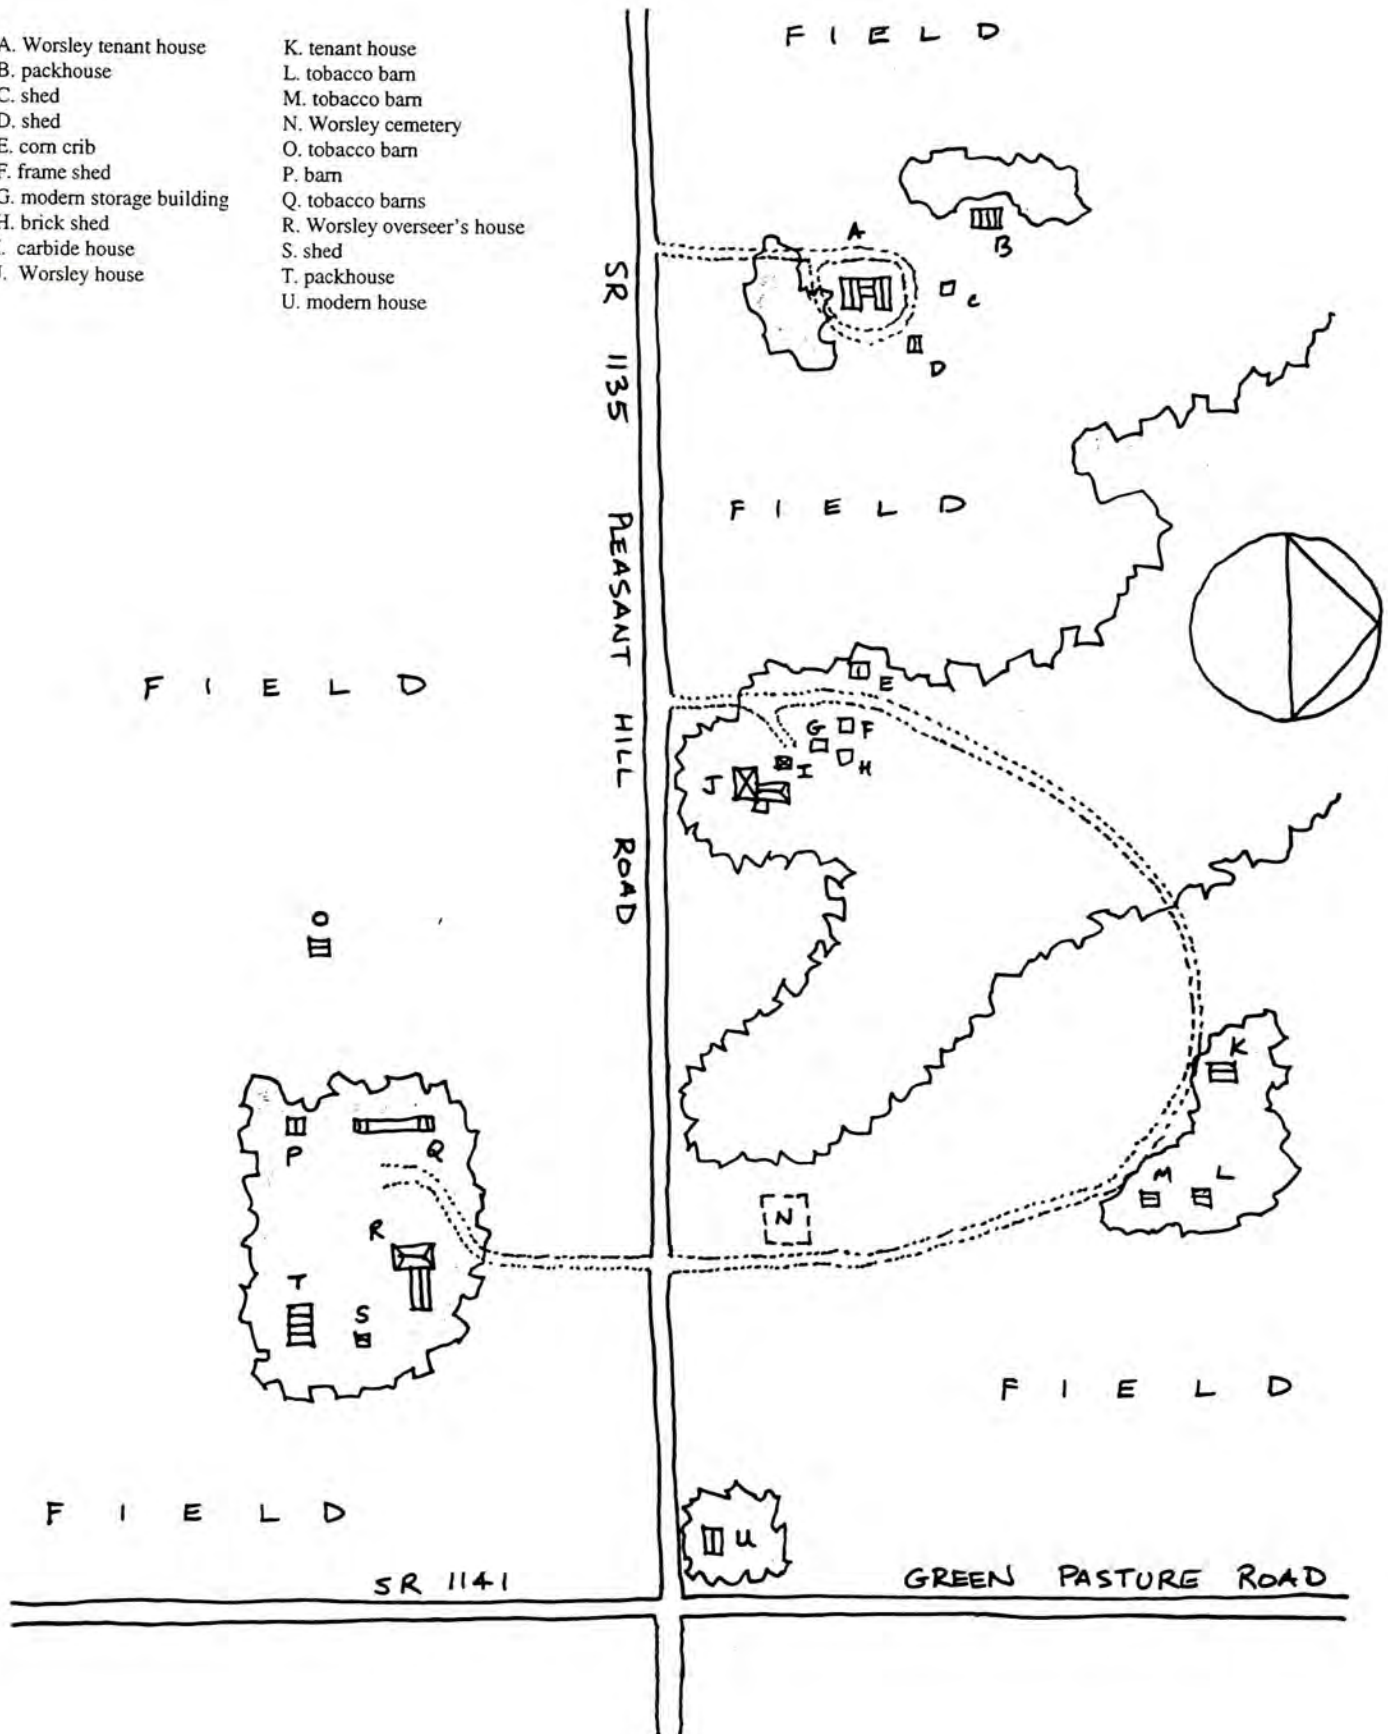 A. Worsley tenant house
B. packhouse
C. shed
D. shed
E. corn crib
F. frame shed
G. modern storage building
H. brick shed
. carbide house
. Worsley house
K. tenant house
L. tobacco barn
M. tobacco barn
N. Worsley cemetery
O. tobacco barn
P. barn
Q. tobacco barns
R. Worsley overseer's house
S. shed
T. packhouse
U. modern house
FIELD
A
B
C
D
SR 1135 PLEASANT HILL ROAD
FIELD
FIELD
E
G
F
I
H
J
O
K
P
Q
M
L
N
R
T
S
FIELD
FIELD
U
SR 1141
GREEN PASTURE ROAD